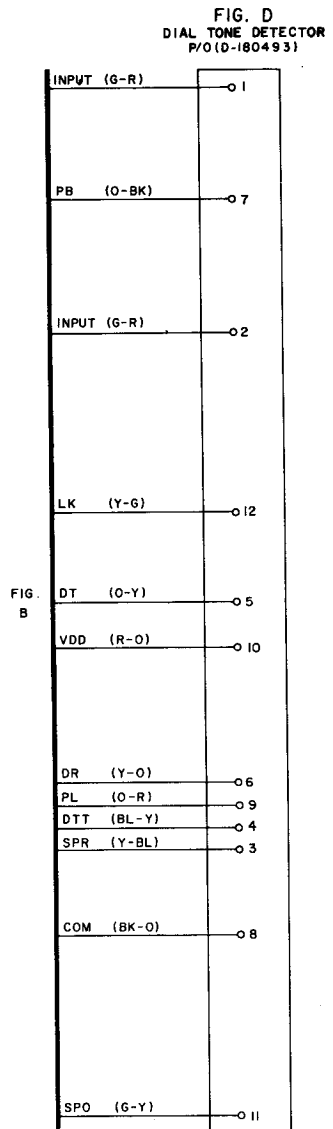 FIG. D
DIAL TONE DETECTOR
P/O(D-180493)
INPUT (G-R) 1
PB (O-BK) 7
INPUT (G-R) 2
LK (Y-G) 12
FIG. B
DT (O-Y) 5
VDD (R-O) 10
DR (Y-O) 6
PL (O-R) 9
DTT (BL-Y) 4
SPR (Y-BL) 3
COM (BK-O) 8
SPO (G-Y) 11